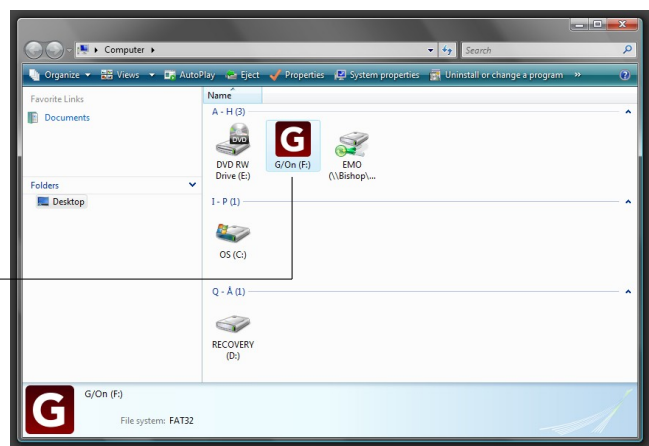 Computer
Search
Organize Views AutoPlay Eject Properties System properties Uninstall or change a program »
Favorite Links
Documents
Folders
Desktop
Name
A - H (3)
DVD
G
DVD RW
Drive (E:)
G/On (F:)
EMO
(\\Bishop\...
I - P (1)
OS (C:)
Q - Å (1)
RECOVERY
(D:)
G
G/On (F:)
File system: FAT32